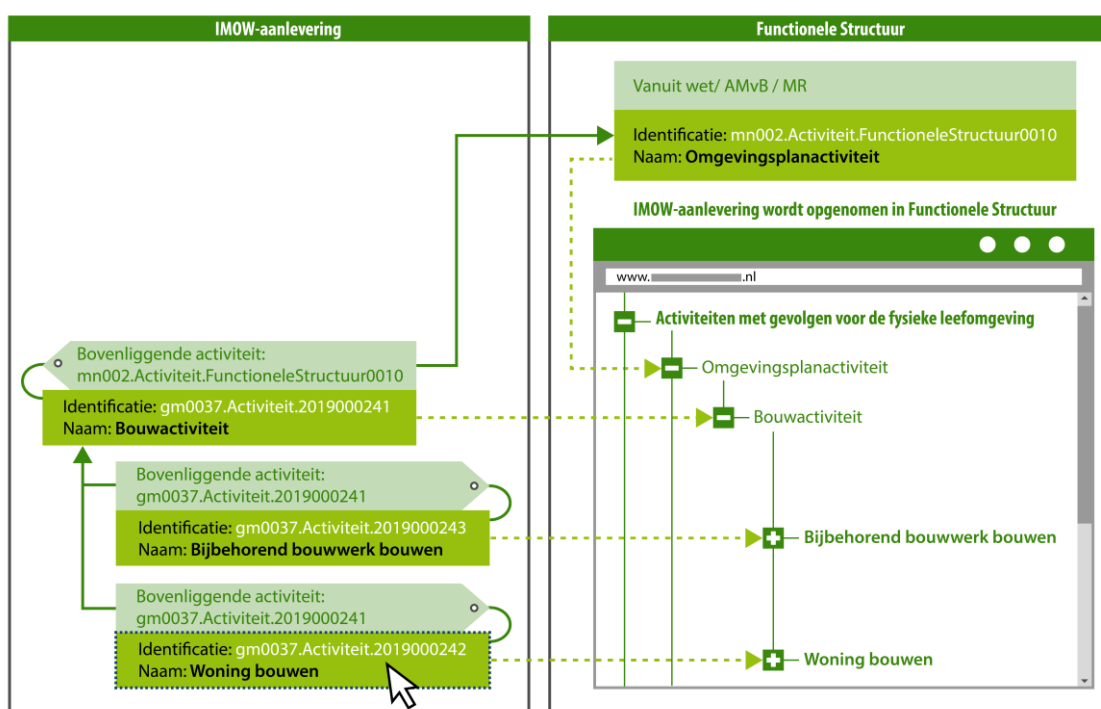 IMOW-aanlevering
Bovenliggende activiteit:
mn002.Activiteit.FunctioneleStructuur0010
Identificatie: gm0037.Activiteit.2019000241
Naam: Bouwactiviteit
Bovenliggende activiteit:
gm0037.Activiteit.2019000241
Identificatie: gm0037.Activiteit.2019000243
Naam: Bijbehorend bouwwerk bouwen
Bovenliggende activiteit:
gm0037.Activiteit.2019000241
Identificatie: gm0037.Activiteit.2019000242
Naam: Woning bouwen
Functionele Structuur
Vanuit wet/ AMvB / MR
Identificatie: mn002.Activiteit.FunctioneleStructuur0010
Naam: Omgevingsplanactiviteit
IMOW-aanlevering wordt opgenomen in Functionele Structuur
www. .nl
Activiteiten met gevolgen voor de fysieke leefomgeving
Omgevingsplanactiviteit
Bouwactiviteit
Bijbehorend bouwwerk bouwen
Woning bouwen